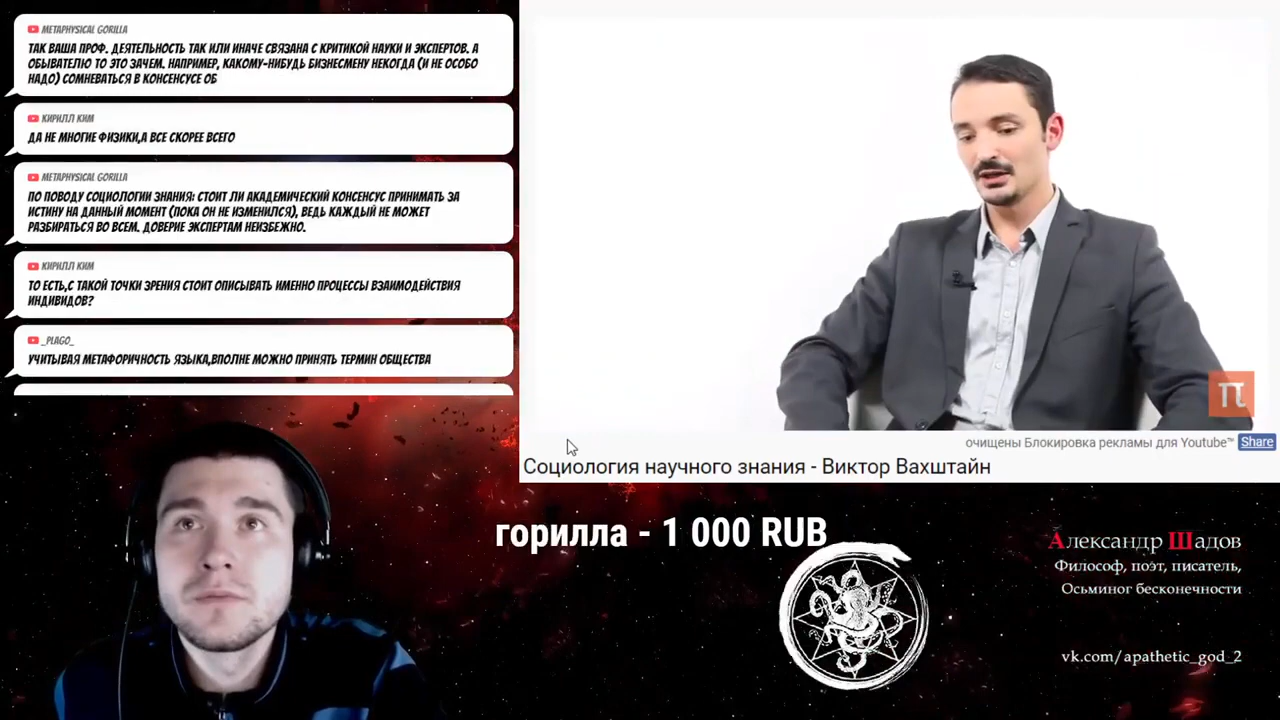 METAPHYSICAL GORILLA
ТАК ВАША ПРОФ. ДЕЯТЕЛЬНОСТЬ ТАК ИЛИ ИНАЧЕ СВЯЗАНА С КРИТИКОЙ НАУКИ И ЭКСПЕРТОВ. А
ОБЫВАТЕЛЮ ТО ЭТО ЗАЧЕМ. НАПРИМЕР, КАКОМУ-НИБУДЬ БИЗНЕСМЕНУ НЕКОГДА (И НЕ ОСОБО
НАДО) СОМНЕВАТЬСЯ В КОНСЕНСУСЕ ОБ
КИРИЛЛ КИМ
ДА НЕ МНОГИЕ ФИЗИКИ,А ВСЕ СКОРЕЕ ВСЕГО
METAPHYSICAL GORILLA
ПО ПОВОДУ СОЦИОЛОГИИ ЗНАНИЯ: СТОИТ ЛИ АКАДЕМИЧЕСКИЙ КОНСЕНСУС ПРИНИМАТЬ ЗА
ИСТИНУ НА ДАННЫЙ МОМЕНТ (ПОКА ОН НЕ ИЗМЕНИЛСЯ), ВЕДЬ КАЖДЫЙ НЕ МОЖЕТ
РАЗБИРАТЬСЯ ВО ВСЕМ. ДОВЕРИЕ ЭКСПЕРТАМ НЕИЗБЕЖНО.
КИРИЛЛ КИМ
ТО ЕСТЬ,С ТАКОЙ ТОЧКИ ЗРЕНИЯ СТОИТ ОПИСЫВАТЬ ИМЕННО ПРОЦЕССЫ ВЗАИМОДЕЙСТВИЯ
ИНДИВИДОВ?
_PLAGO_
УЧИТЫВАЯ МЕТАФОРИЧНОСТЬ ЯЗЫКА,ВПОЛНЕ МОЖНО ПРИНЯТЬ ТЕРМИН ОБЩЕСТВА
π
очищены Блокировка рекламы для Youtube™ Share
Социология научного знания - Виктор Вахштайн
горилла - 1 000 RUB
Александр Шадов
Философ, поэт, писатель,
Осьминог бесконечности
vk.com/apathetic_god_2